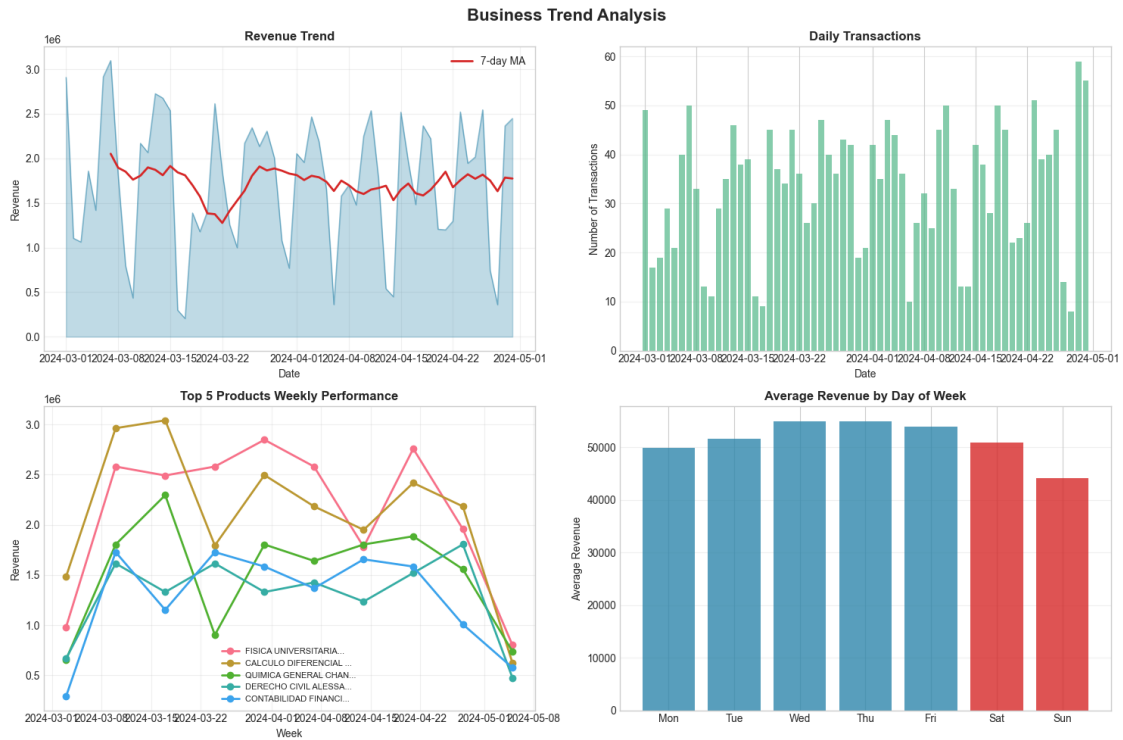 Business Trend Analysis
Revenue Trend
1e6
7-day MA
3.0
2.5
2.0
1.5
1.0
0.5
0.0
Revenue
2024-03-01 2024-03-08 2024-03-15 2024-03-22 2024-04-01 2024-04-08 2024-04-15 2024-04-22 2024-05-01
Date
Daily Transactions
60
50
40
30
20
10
0
Number of Transactions
2024-03-01 2024-03-08 2024-03-15 2024-03-22 2024-04-01 2024-04-08 2024-04-15 2024-04-22 2024-05-01
Date
Top 5 Products Weekly Performance
1e6
3.0
2.5
2.0
1.5
1.0
0.5
Revenue
FISICA UNIVERSITARIA...
CALCULO DIFERENCIAL ...
QUIMICA GENERAL CHAN...
DERECHO CIVIL ALESSA...
CONTABILIDAD FINANCI...
2024-03-01 2024-03-08 2024-03-15 2024-03-22 2024-04-01 2024-04-08 2024-04-15 2024-04-22 2024-05-01 2024-05-08
Week
Average Revenue by Day of Week
50000
40000
30000
20000
10000
0
Average Revenue
Mon Tue Wed Thu Fri Sat Sun